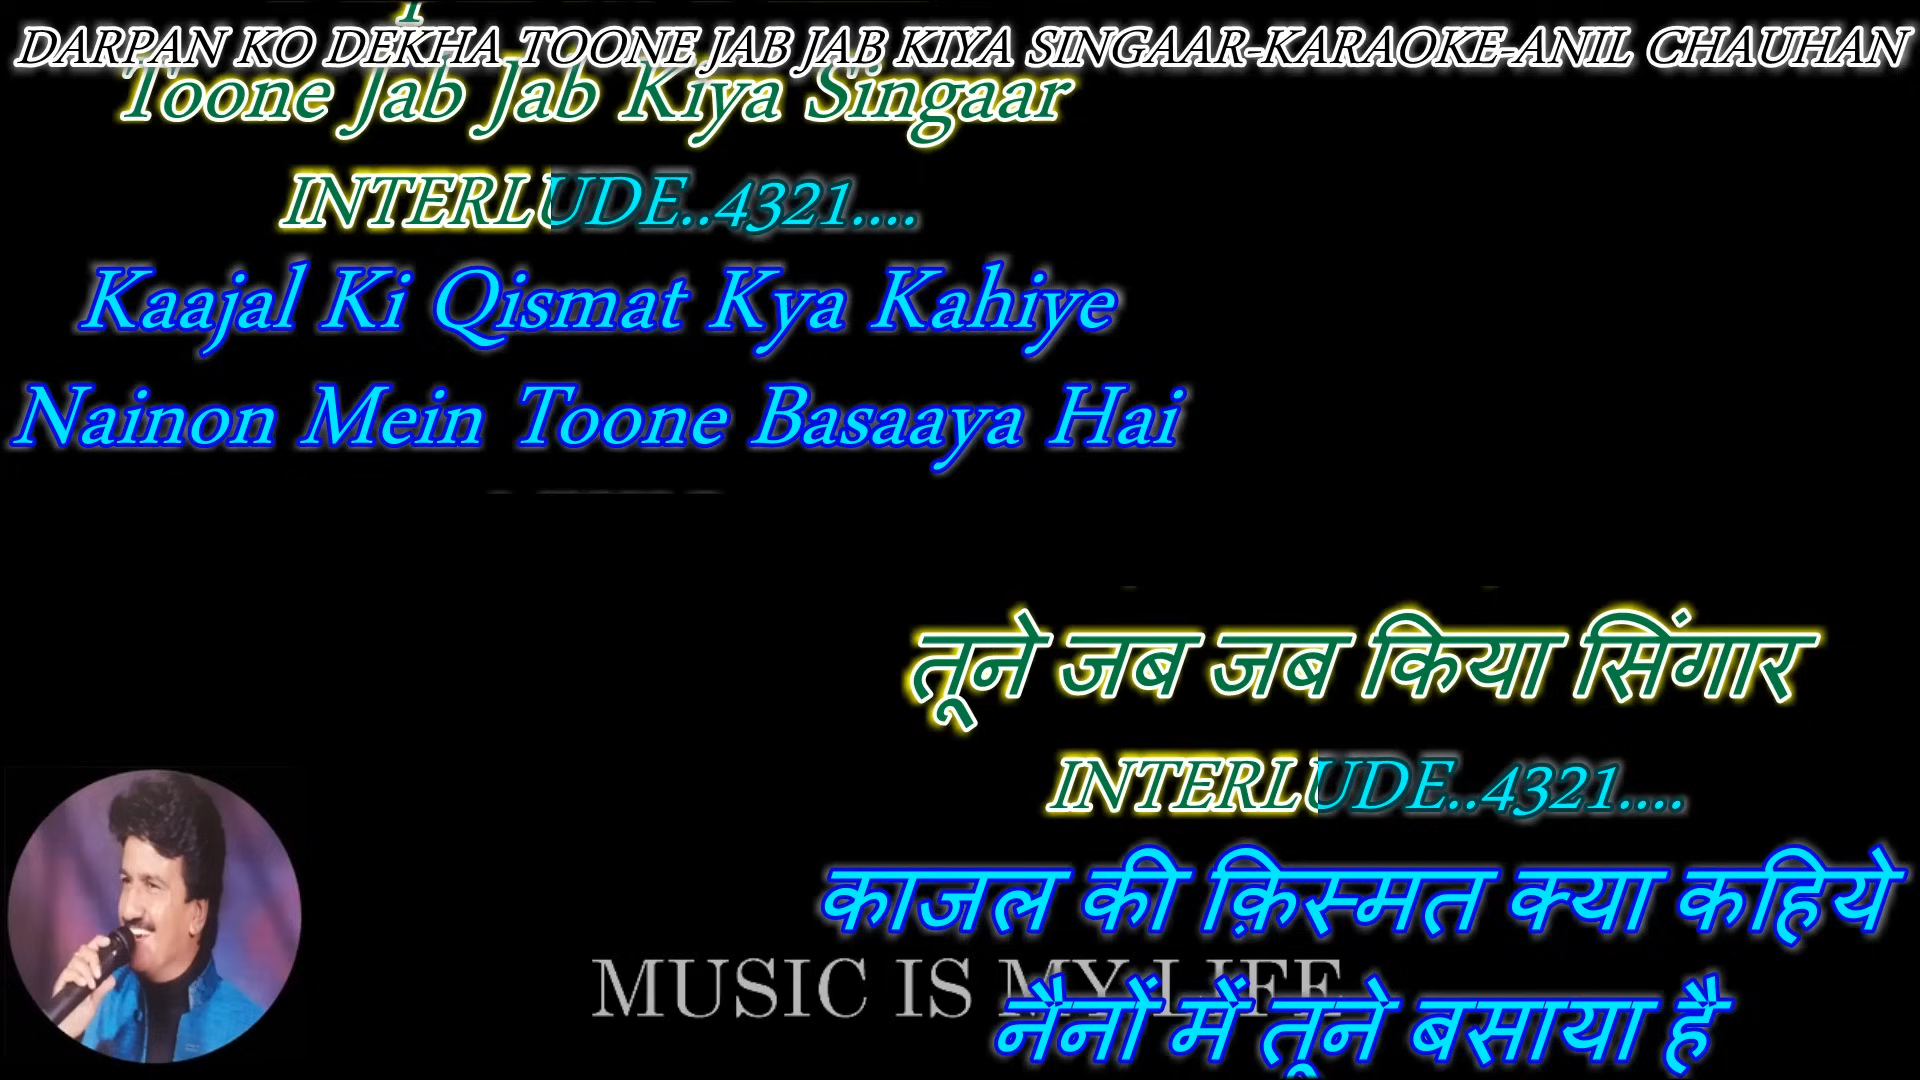 DARPAN KO DEKHA TOONE JAB JAB KIYA SINGAAR-KARAOKE-ANIL CHAUHAN
Toone Jab Jab Kiya Singaar
INTERLUDE..4321....
Kaajal Ki Qismat Kya Kahiye
Nainon Mein Toone Basaaya Hai
तूने जब जब किया सिंगार
INTERLUDE..4321....
काजल की क़िस्मत क्या कहिये
MUSIC IS MY LIFE
नैनों में तूने बसाया है